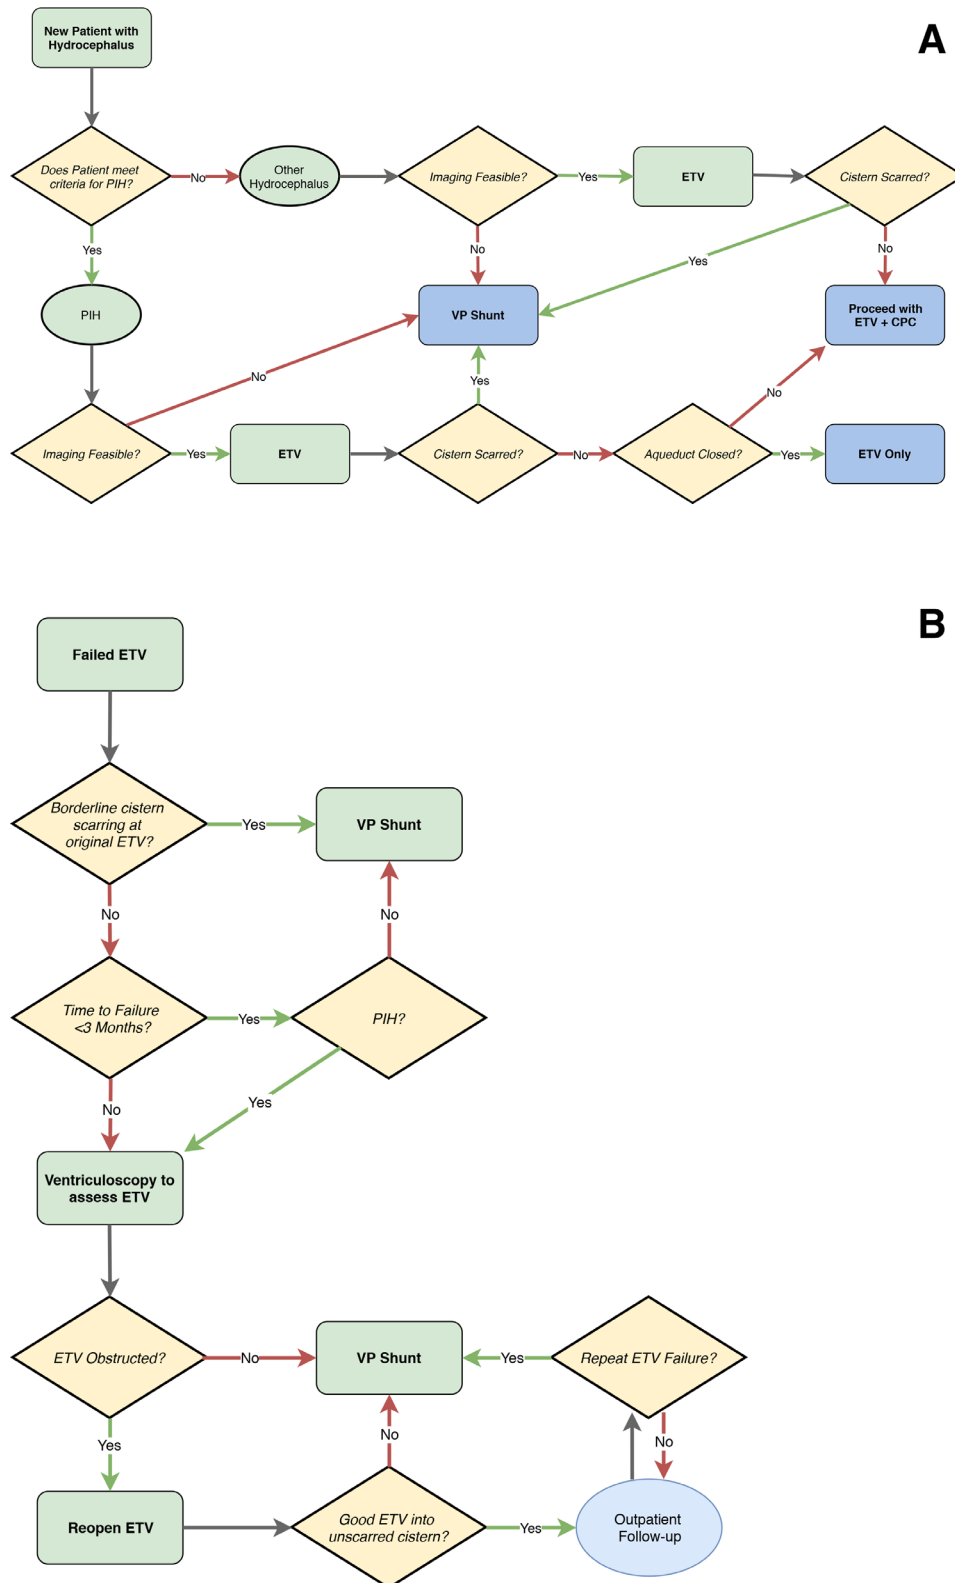 A
New Patient with
Hydrocephalus
Does Patient meet
criteria for PIH?
No
Other
Hydrocephalus
Imaging Feasible?
Yes
ETV
Cistern Scarred?
Yes
No
Yes
No
PIH
VP Shunt
Proceed with
ETV + CPC
No
Yes
No
Imaging Feasible?
Yes
ETV
Cistern Scarred?
No
Aqueduct Closed?
Yes
ETV Only
B
Failed ETV
Borderline cistern
scarring at
original ETV?
Yes
VP Shunt
No
No
Time to Failure
<3 Months?
Yes
PIH?
No
Yes
Ventriculoscopy to
assess ETV
ETV Obstructed?
No
VP Shunt
Yes
Repeat ETV Failure?
Yes
No
No
Reopen ETV
Good ETV into
unscarred cistern?
Yes
Outpatient
Follow-up